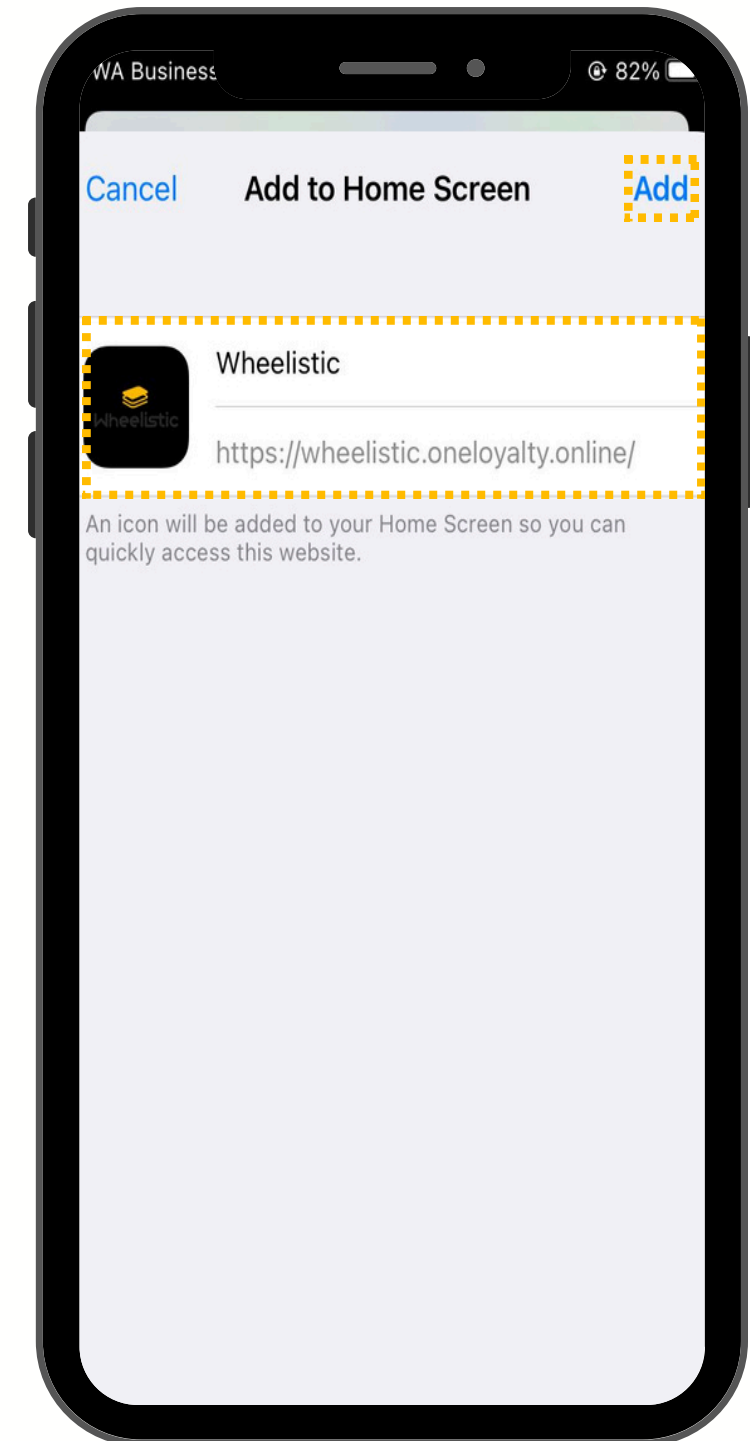 WA Business
82%
Cancel
Add to Home Screen
Add
Wheelistic
Wheelistic
https://wheelistic.oneloyalty.online/
An icon will be added to your Home Screen so you can
quickly access this website.